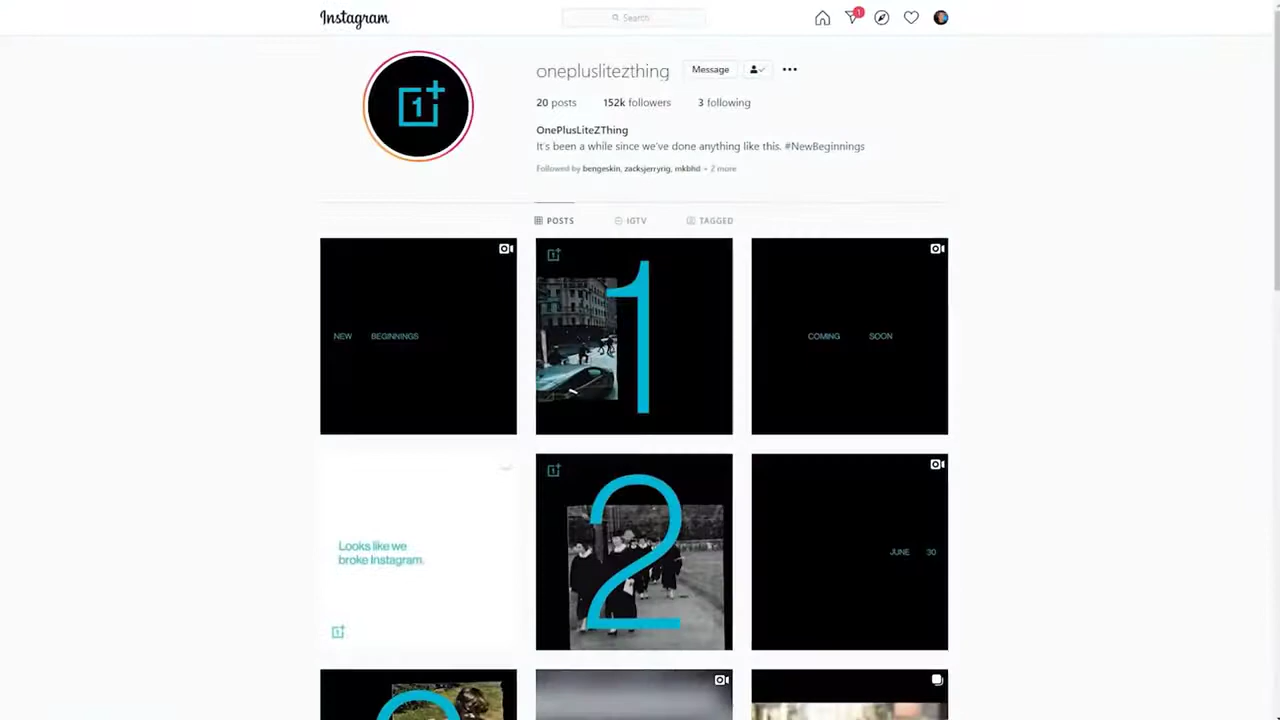 Instagram
Search
1
onepluslitezthing
Message
20 posts
152k followers
3 following
OnePlusLiteZThing
It's been a while since we've done anything like this. #NewBeginnings
Followed by bengeskin, zacksjerryrig, mkbhd + 2 more
POSTS
IGTV
TAGGED
NEW BEGINNINGS
1
COMING SOON
Looks like we
broke Instagram.
2
JUNE 30